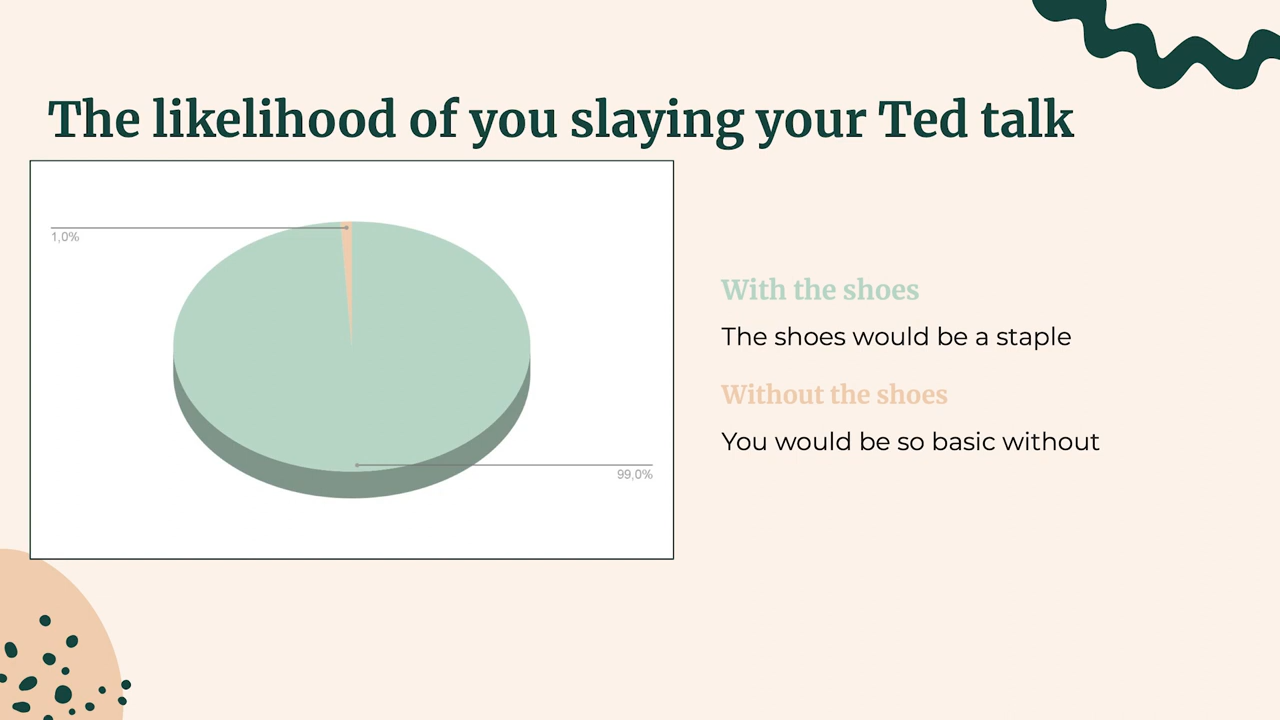 The likelihood of you slaying your Ted talk
1,0%
99,0%
With the shoes
The shoes would be a staple
Without the shoes
You would be so basic without